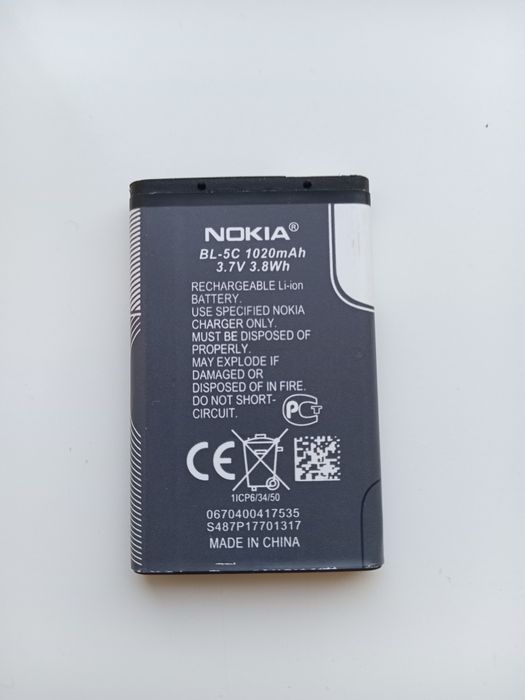 NOKIA®
BL-5C 1020mAh
3.7V 3.8Wh
RECHARGEABLE Li-ion
BATTERY.
USE SPECIFIED NOKIA
CHARGER ONLY.
MUST BE DISPOSED OF
PROPERLY.
MAY EXPLODE IF
DAMAGED OR
DISPOSED OF IN FIRE.
DO NOT SHORT-
CIRCUIT.
РСТ
CE
1ICP6/34/50
0670400417535
S487P17701317
MADE IN CHINA